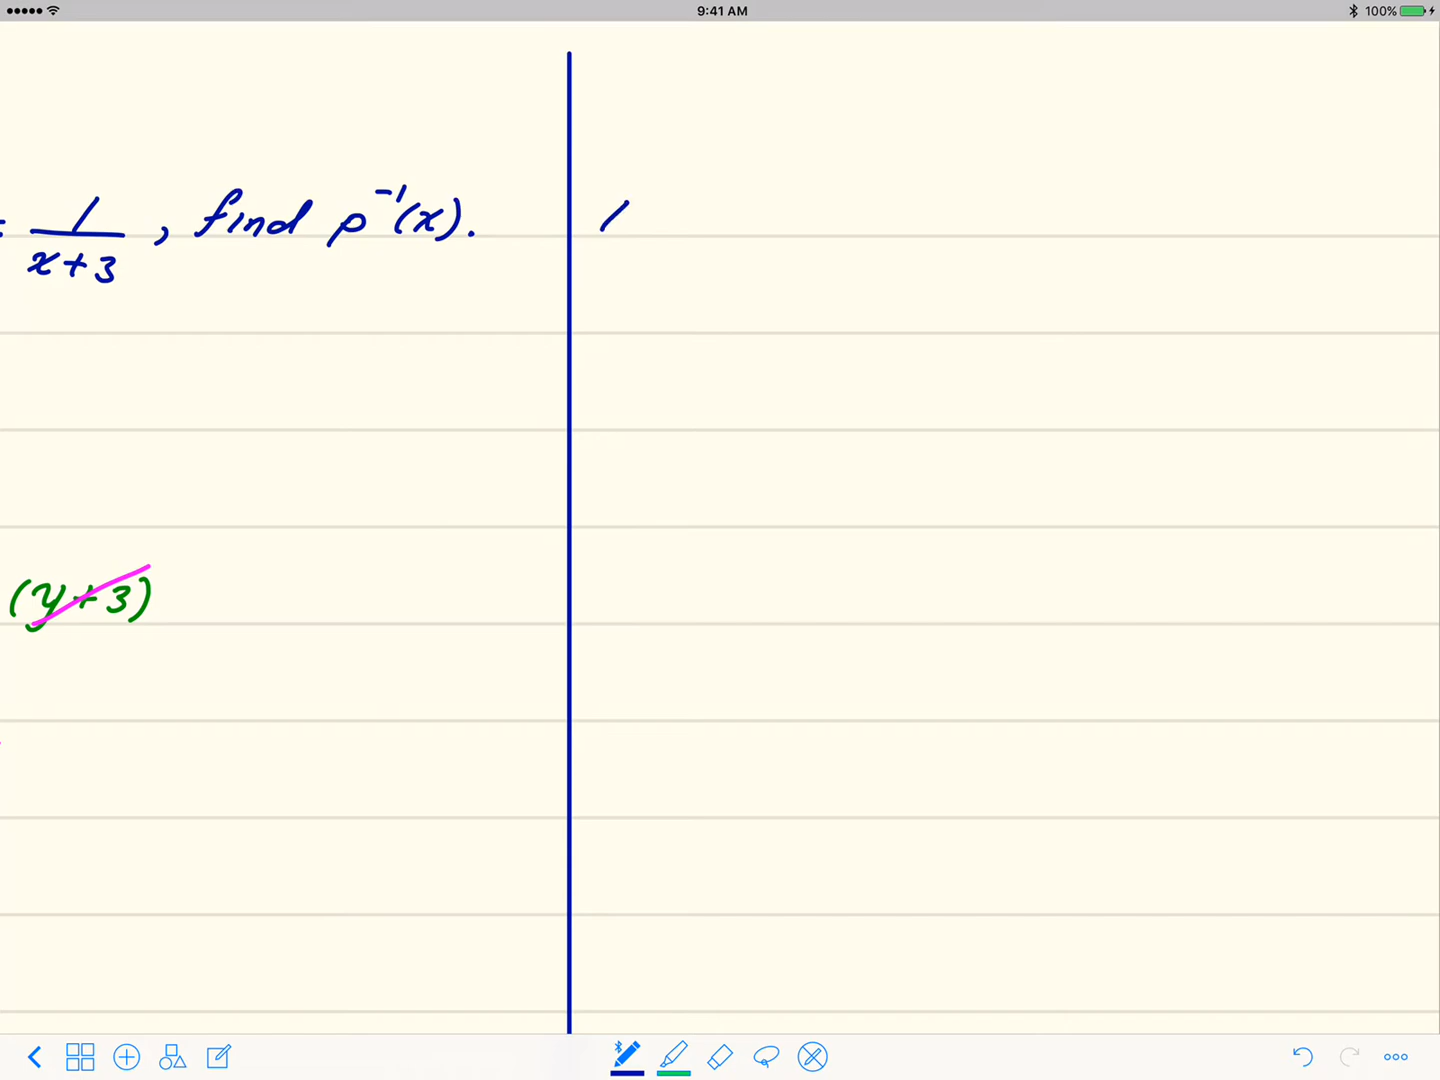 9:41 AM
100%
= 1/(x+3), find p⁻¹(x).
(y+3)